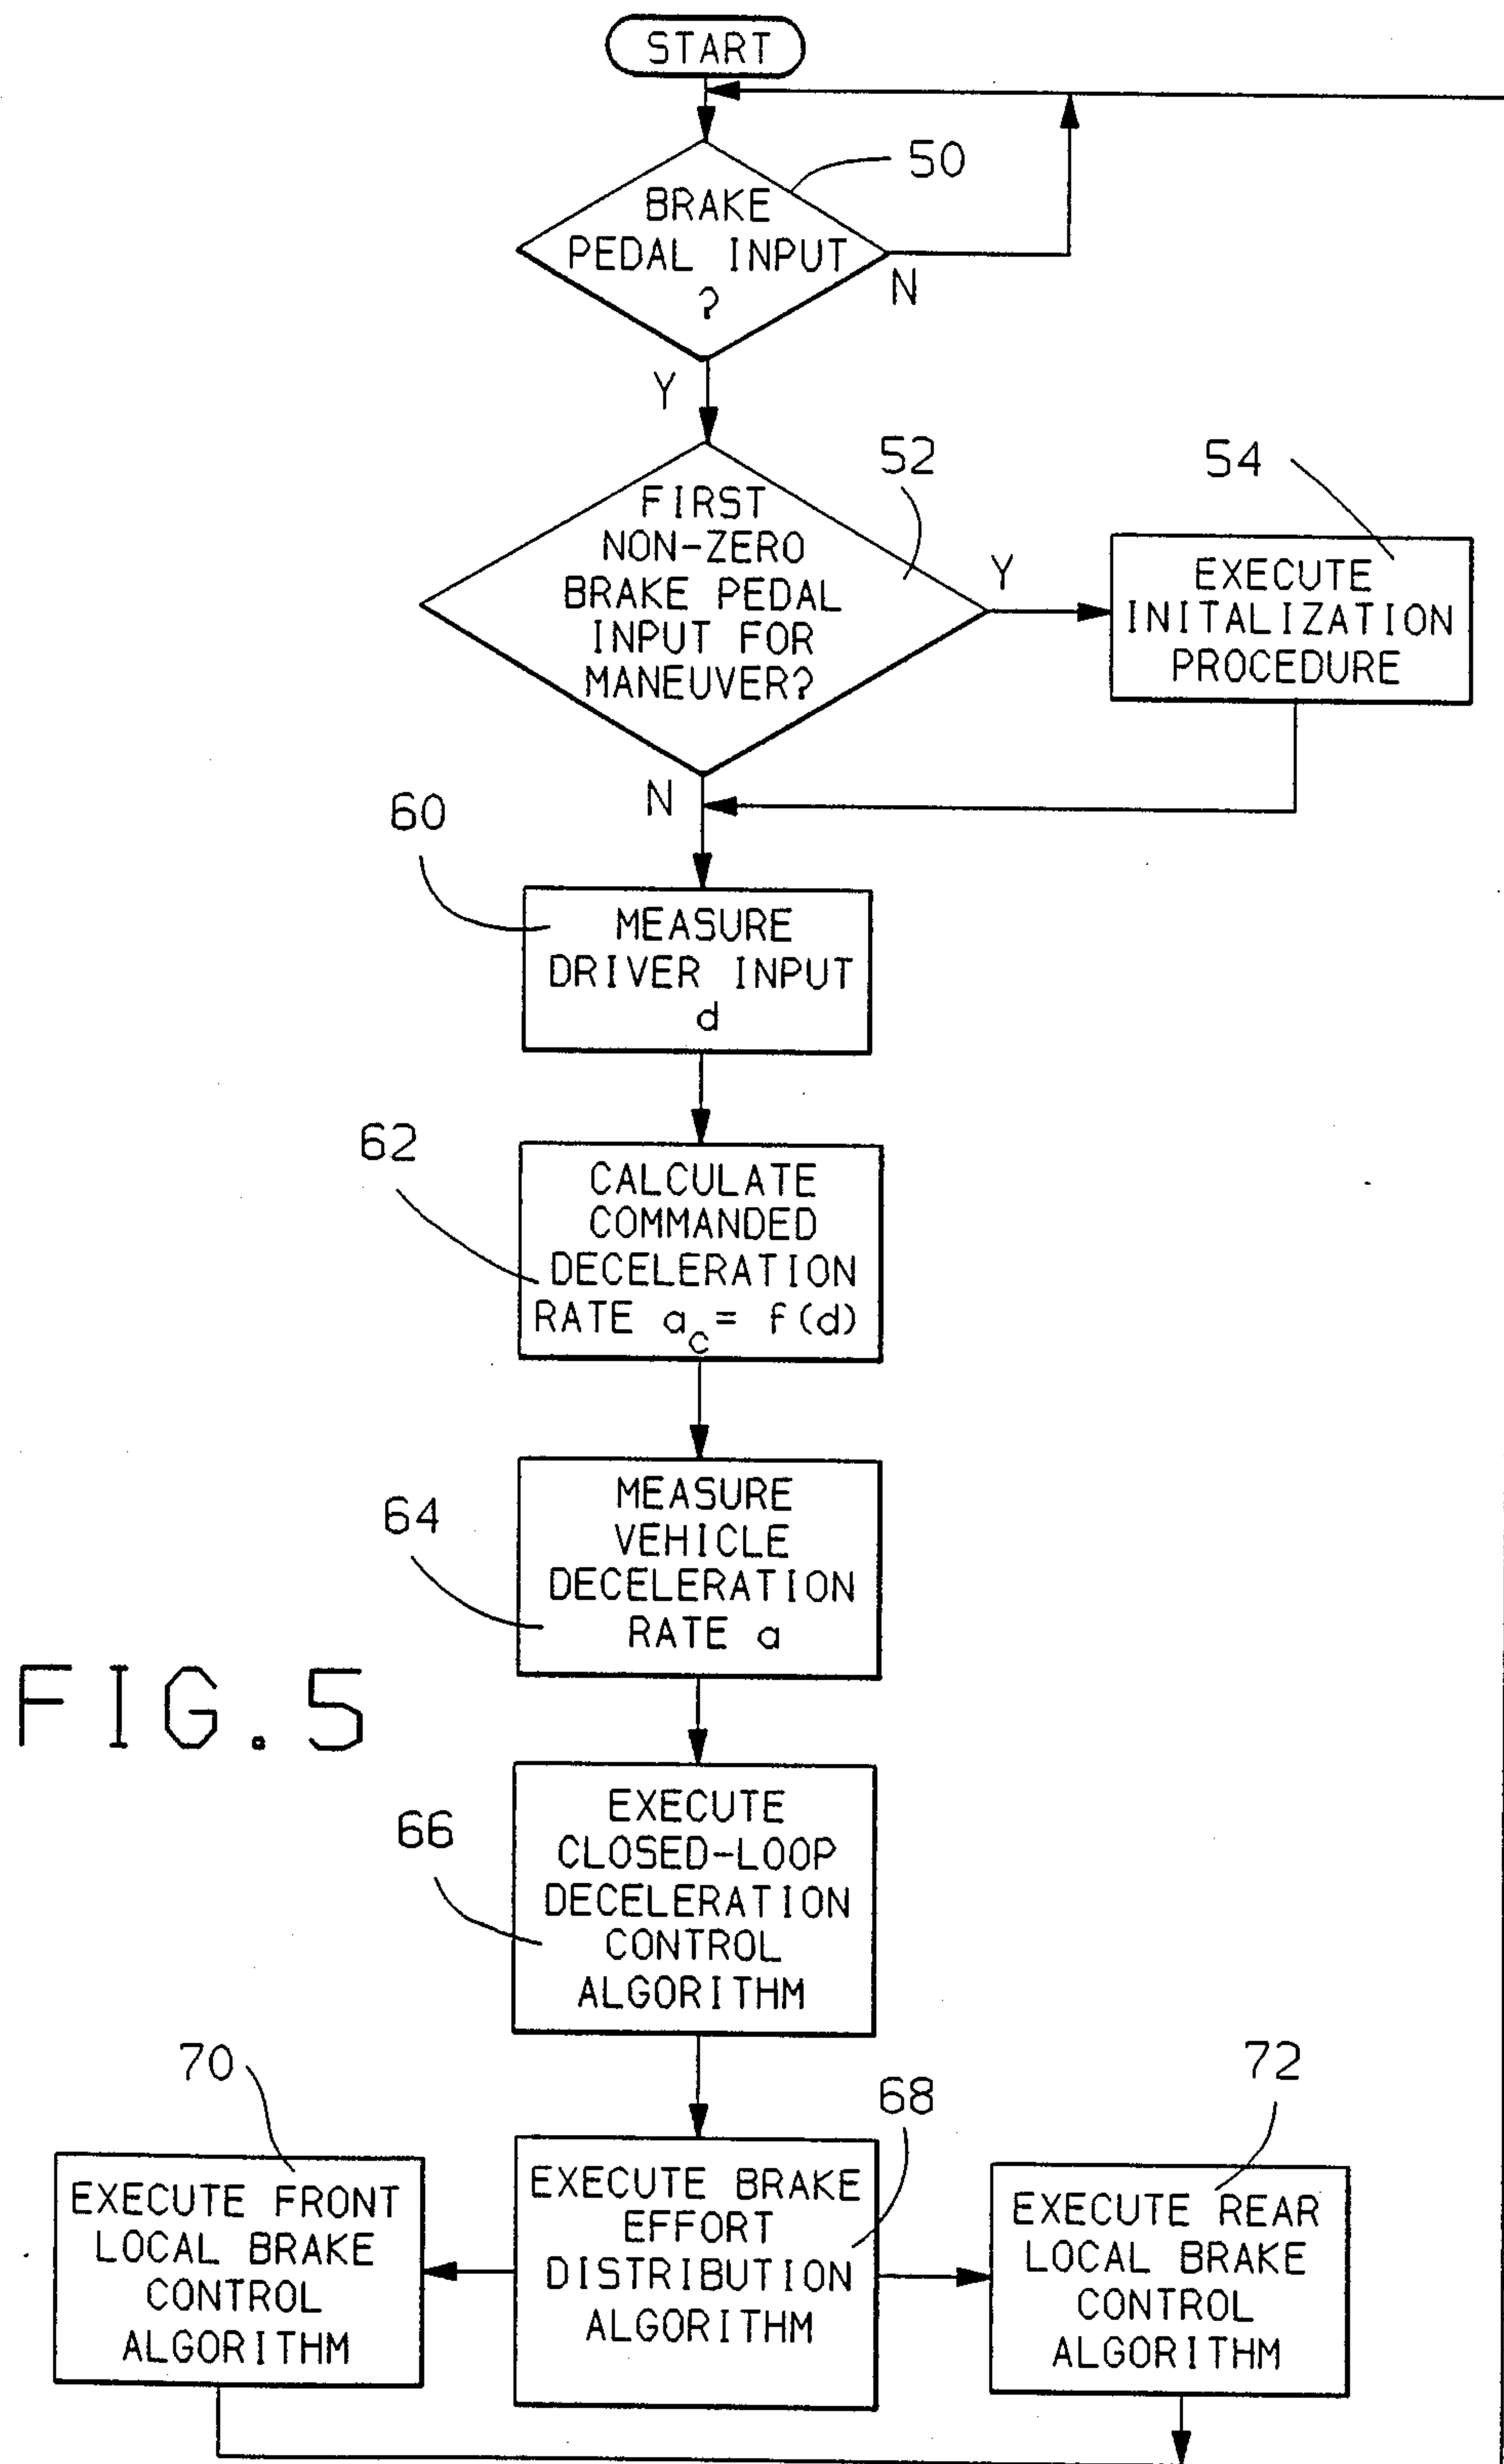 START
50
BRAKE
PEDAL INPUT
?
N
Y
52
FIRST
NON-ZERO
BRAKE PEDAL
INPUT FOR
MANEUVER?
Y
54
EXECUTE
INITALIZATION
PROCEDURE
N
60
MEASURE
DRIVER INPUT
d
62
CALCULATE
COMMANDED
DECELERATION
RATE a_c = f(d)
64
MEASURE
VEHICLE
DECELERATION
RATE a
FIG.5
66
EXECUTE
CLOSED-LOOP
DECELERATION
CONTROL
ALGORITHM
70
EXECUTE FRONT
LOCAL BRAKE
CONTROL
ALGORITHM
68
EXECUTE BRAKE
EFFORT
DISTRIBUTION
ALGORITHM
72
EXECUTE REAR
LOCAL BRAKE
CONTROL
ALGORITHM